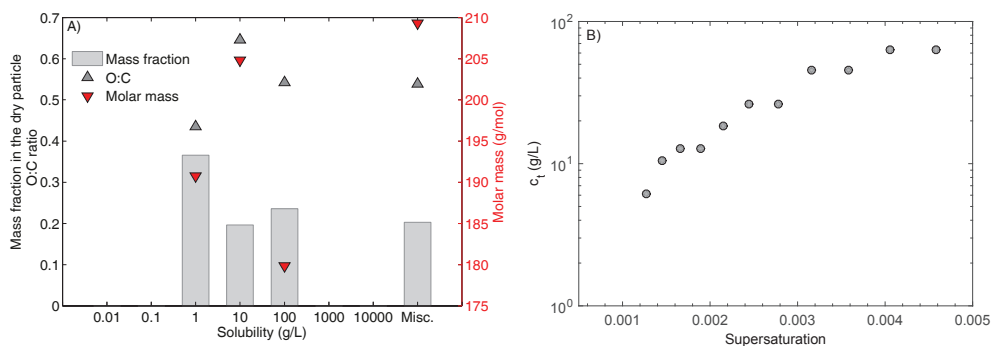 A)
Mass fraction in the dry particle
O:C ratio
0.7
0.6
0.5
0.4
0.3
0.2
0.1
0
Mass fraction
O:C
Molar mass
210
205
200
195
190
185
180
175
Molar mass (g/mol)
0.01 0.1 1 10 100 1000 10000 Misc.
Solubility (g/L)
B)
c_t (g/L)
10^2
10^1
10^0
0.001 0.002 0.003 0.004 0.005
Supersaturation